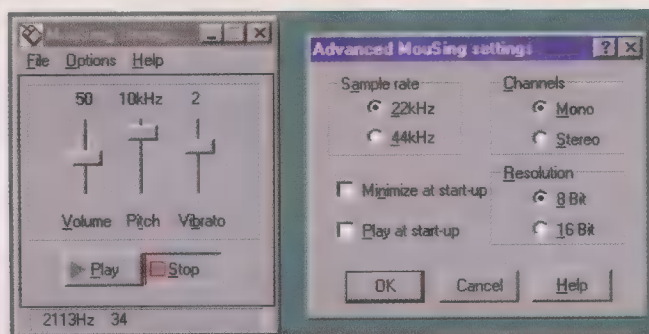 File Options Help
50 10kHz 2
Volume Pitch Vibrato
Play Stop
2113Hz 34
Advanced MouSing settings
Sample rate
22kHz
44kHz
Minimize at start-up
Play at start-up
Channels
Mono
Stereo
Resolution
8 Bit
16 Bit
OK Cancel Help